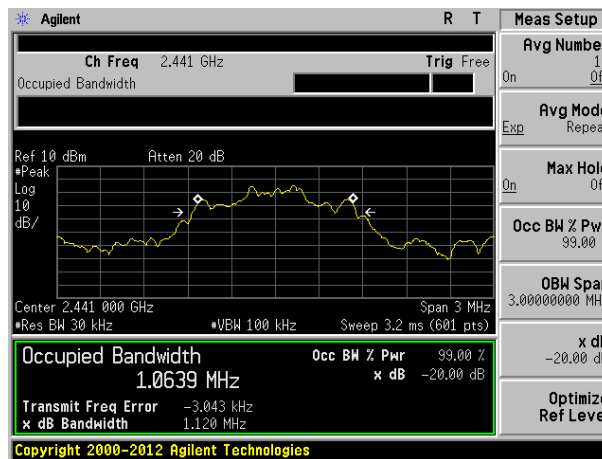 Agilent R T Meas Setup
Ch Freq 2.441 GHz Trig Free
Occupied Bandwidth
Avg Numbe
1
On Of
Avg Mode
Exp Repea
Max Hol
On Of
Occ BW % Pw
99.00
OBW Spa
3.00000000 MH
x d
-20.00 d
Optimize
Ref Leve
Ref 10 dBm Atten 20 dB
#Peak
Log
10
dB/
Center 2.441 000 GHz Span 3 MHz
#Res BW 30 kHz #VBW 100 kHz Sweep 3.2 ms (601 pts)
Occupied Bandwidth Occ BW % Pwr 99.00 %
1.0639 MHz x dB -20.00 dB
Transmit Freq Error -3.043 kHz
x dB Bandwidth 1.120 MHz
Copyright 2000-2012 Agilent Technologies